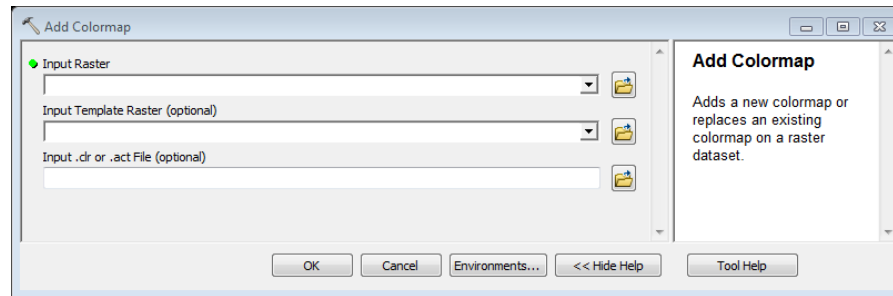 Add Colormap
Input Raster
Input Template Raster (optional)
Input .clr or .act File (optional)
OK
Cancel
Environments...
<< Hide Help
Add Colormap
Adds a new colormap or
replaces an existing
colormap on a raster
dataset.
Tool Help